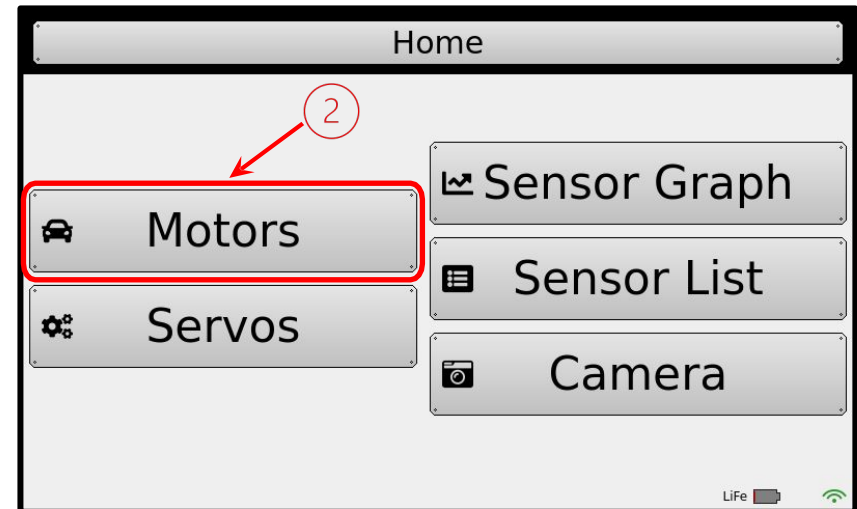 Home
2
Motors
Servos
Sensor Graph
Sensor List
Camera
LiFe